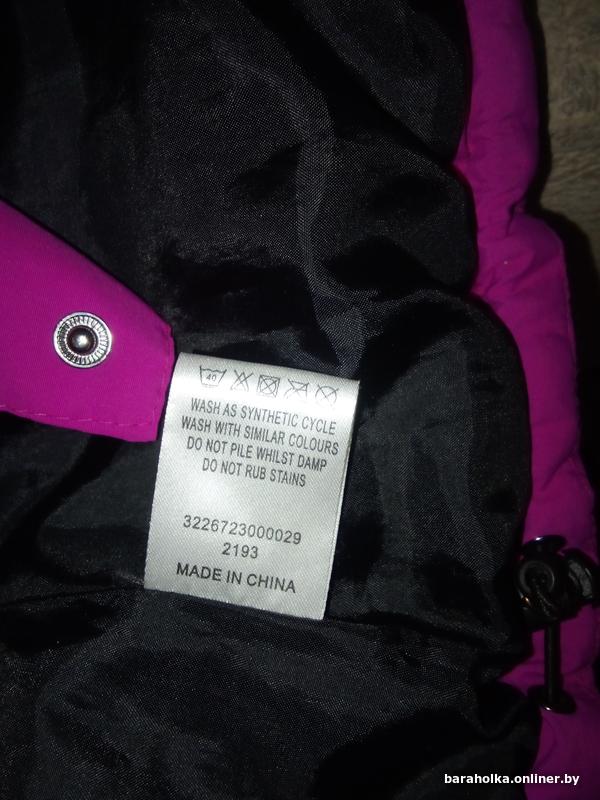 40
WASH AS SYNTHETIC CYCLE
WASH WITH SIMILAR COLOURS
DO NOT PILE WHILST DAMP
DO NOT RUB STAINS
3226723000029
2193
MADE IN CHINA
baraholka.onliner.by